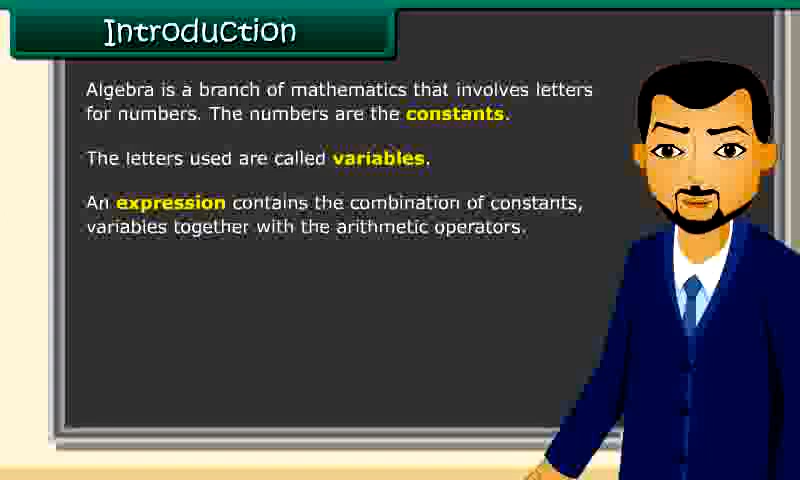 Introduction
Algebra is a branch of mathematics that involves letters
for numbers. The numbers are the constants.
The letters used are called variables.
An expression contains the combination of constants,
variables together with the arithmetic operators.